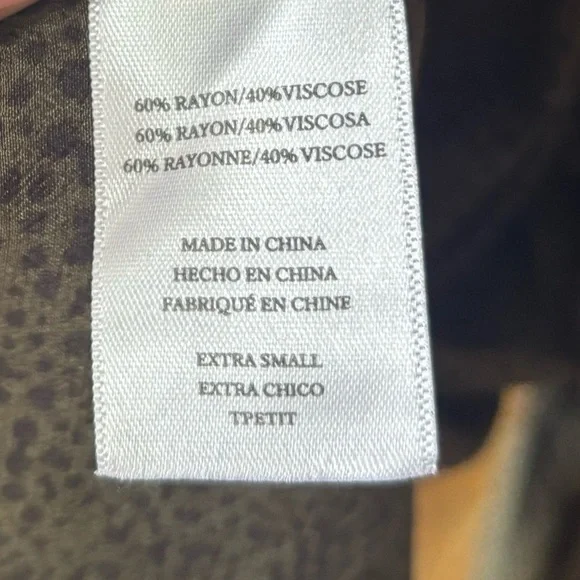 60% RAYON/40%VISCOSE
60% RAYON/40%VISCOSA
60% RAYONNE/40% VISCOSE
MADE IN CHINA
HECHO EN CHINA
FABRIQUÉ EN CHINE
EXTRA SMALL
EXTRA CHICO
TPETIT